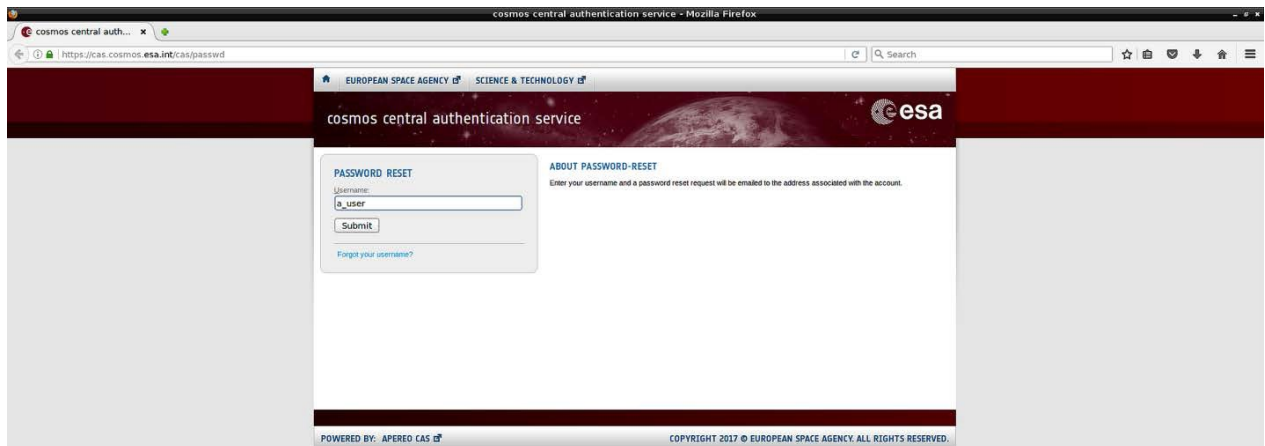 cosmos central authentication service - Mozilla Firefox
cosmos central auth...
https://cas.cosmos.esa.int/cas/passwd
Search
EUROPEAN SPACE AGENCY SCIENCE & TECHNOLOGY
cosmos central authentication service
esa
PASSWORD RESET
Username:
a_user
Submit
Forgot your username?
ABOUT PASSWORD-RESET
Enter your username and a password reset request will be emailed to the address associated with the account.
POWERED BY: APEREO CAS
COPYRIGHT 2017 © EUROPEAN SPACE AGENCY. ALL RIGHTS RESERVED.